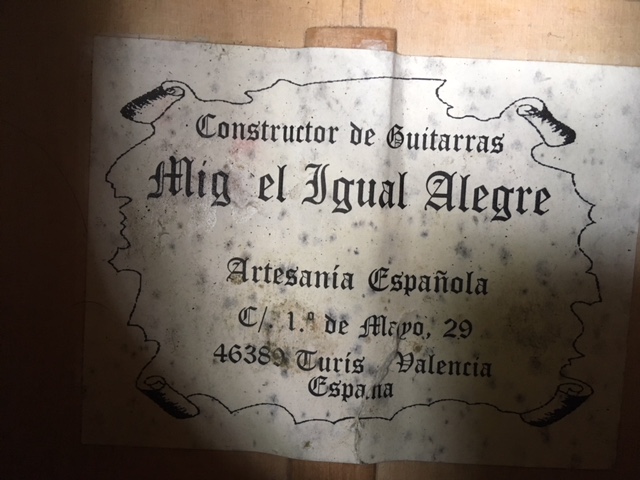 Constructor de Guitarras
Mig el Igual Alegre
Artesanía Española
C/. 1.ª de Mayo, 29
46389 Turís Valencia
Espa.na